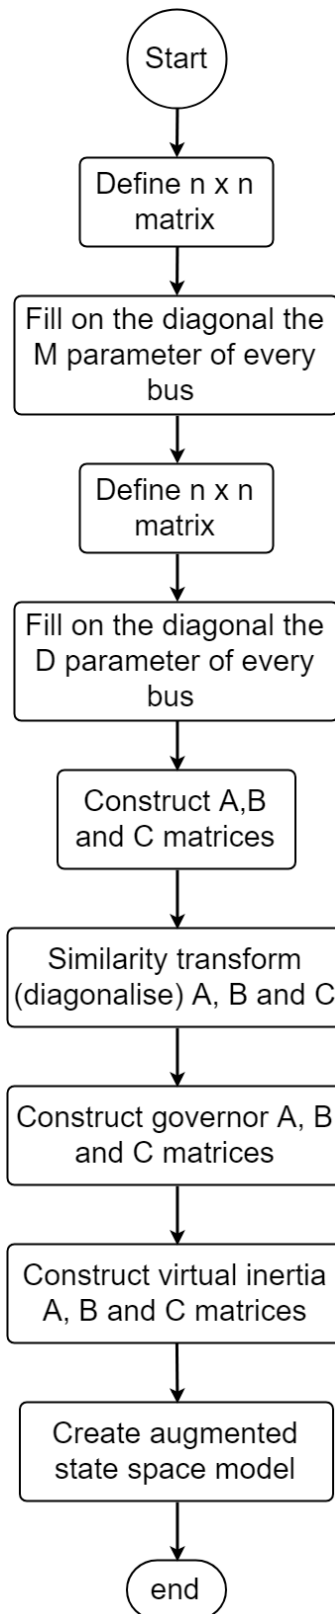 Start
Define n x n
matrix
Fill on the diagonal the
M parameter of every
bus
Define n x n
matrix
Fill on the diagonal the
D parameter of every
bus
Construct A,B
and C matrices
Similarity transform
(diagonalise) A, B and C
Construct governor A, B
and C matrices
Construct virtual inertia
A, B and C matrices
Create augmented
state space model
end